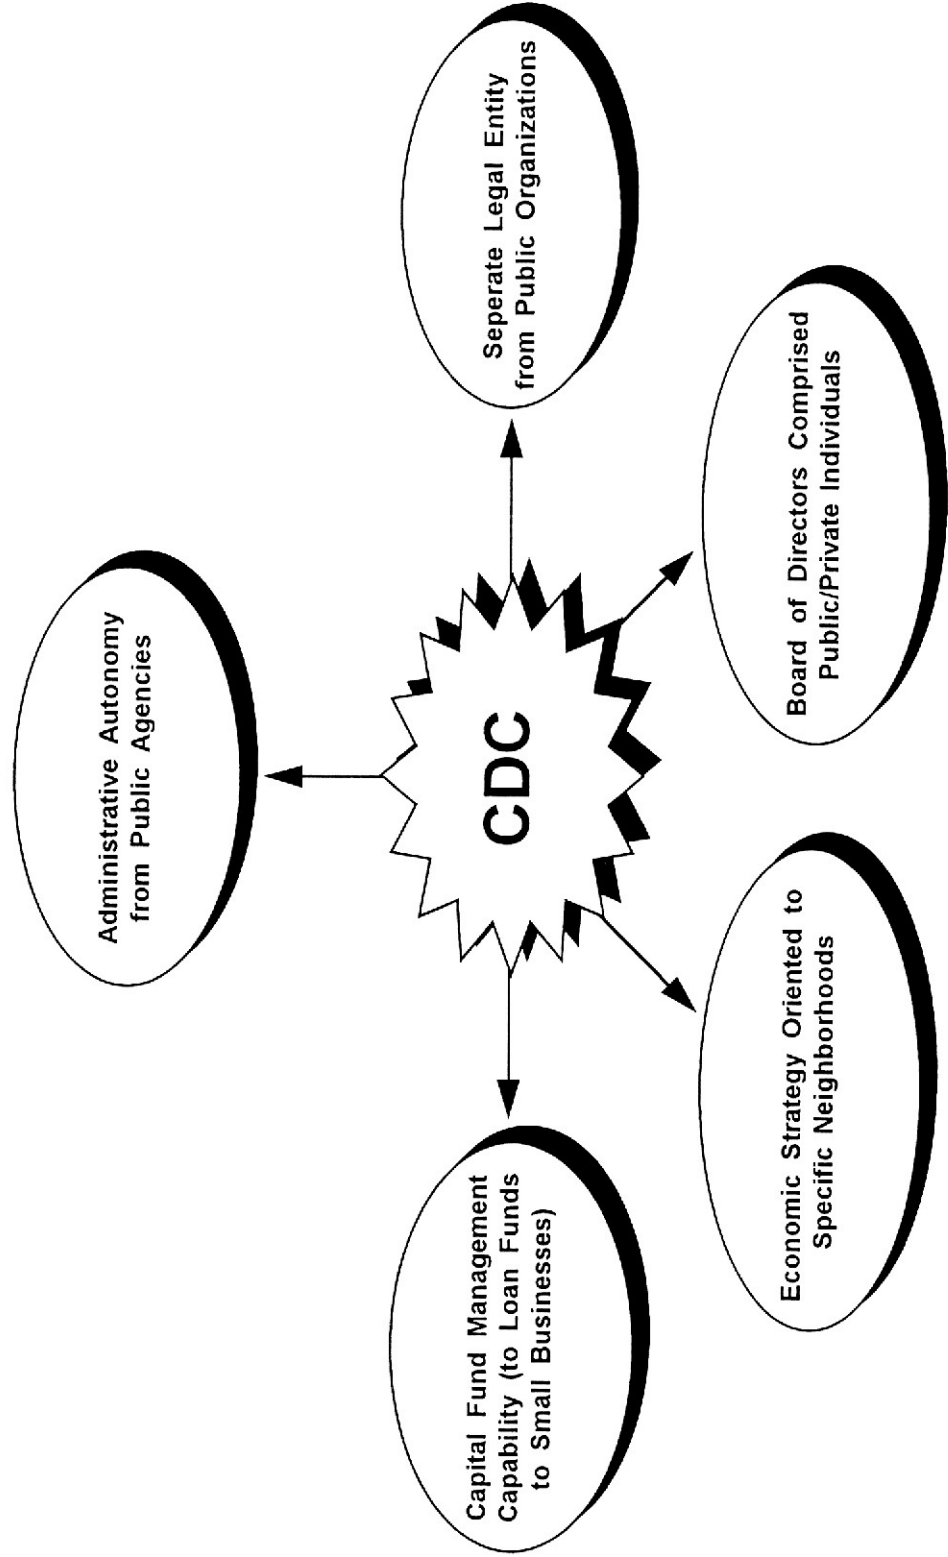 Administrative Autonomy
from Public Agencies
Capital Fund Management
Capability (to Loan Funds
to Small Businesses)
CDC
Seperate Legal Entity
from Public Organizations
Economic Strategy Oriented to
Specific Neighborhoods
Board of Directors Comprised
Public/Private Individuals